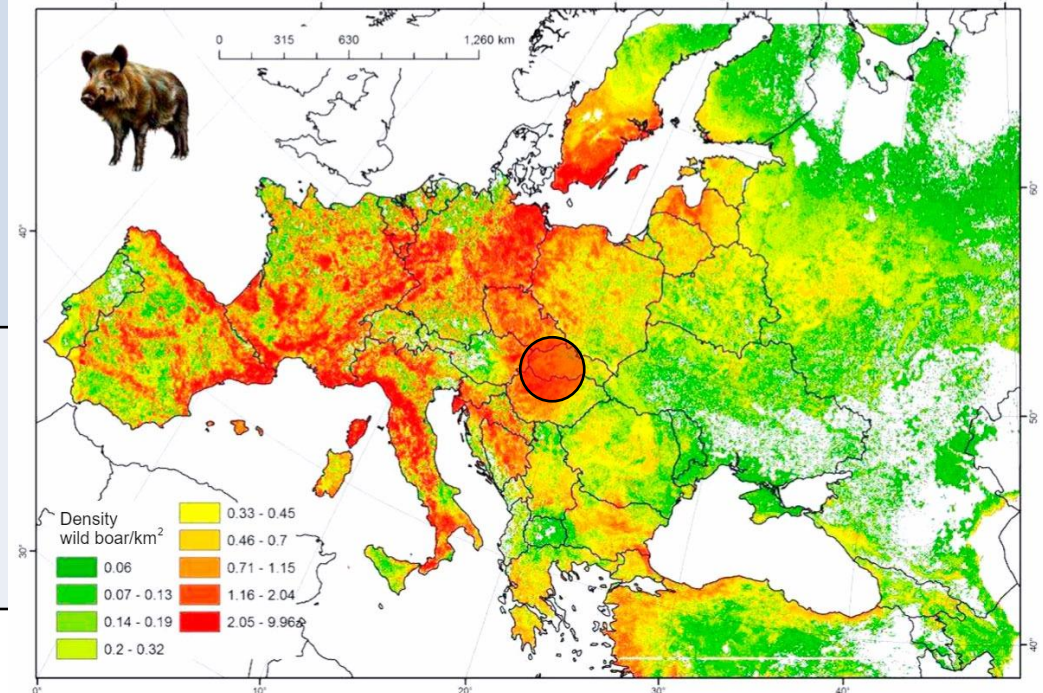 0 315 630 1,260 km
40°
30°
60°
50°
40°
Density
wild boar/km²
0.06
0.07 - 0.13
0.14 - 0.19
0.2 - 0.32
0.33 - 0.45
0.46 - 0.7
0.71 - 1.15
1.16 - 2.04
2.05 - 9.96
0° 10° 20° 30° 40°